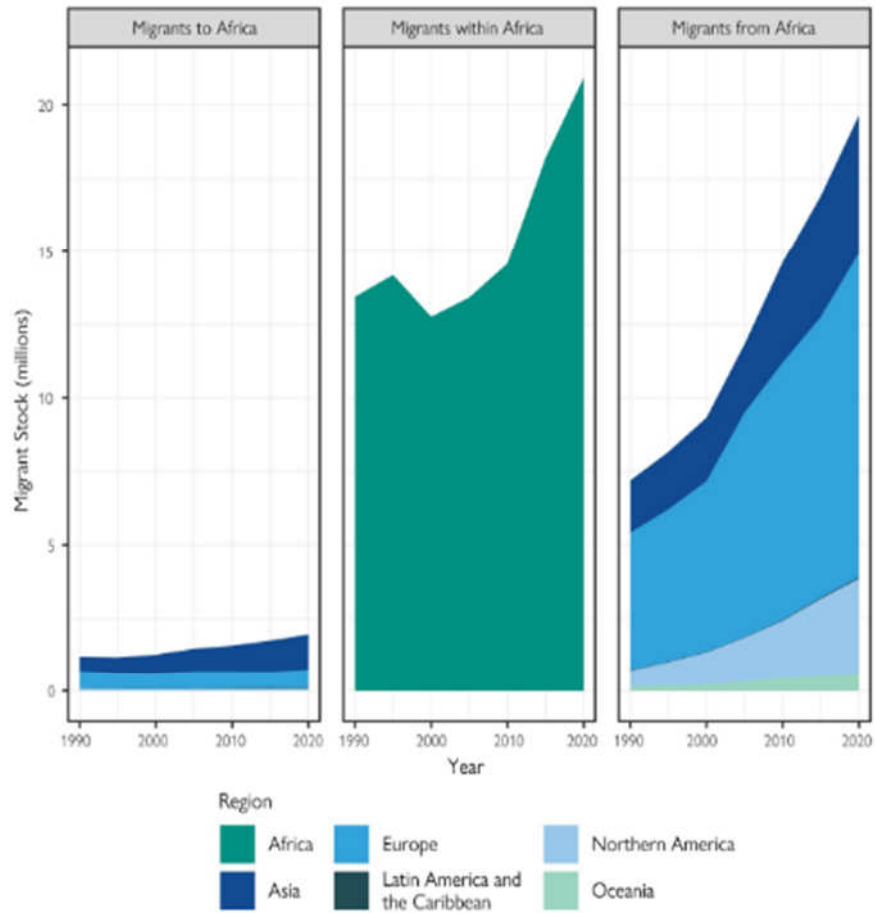 Migrants to Africa
Migrants within Africa
Migrants from Africa
Migrant Stock (millions)
20
15
10
5
0
1990 2000 2010 2020
1990 2000 2010 2020
1990 2000 2010 2020
Year
Region
Africa
Europe
Northern America
Asia
Latin America and
the Caribbean
Oceania